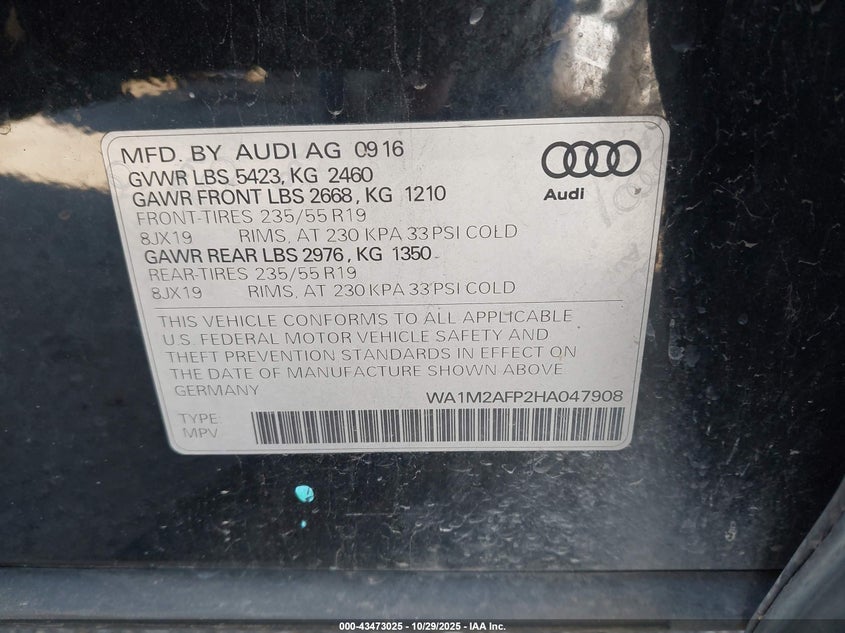 MFD. BY AUDI AG 0916
GVWR LBS 5423, KG 2460
GAWR FRONT LBS 2668, KG 1210
FRONT-TIRES 235/55 R19
8JX19 RIMS, AT 230 KPA 33 PSI COLD
GAWR REAR LBS 2976, KG 1350
REAR-TIRES 235/55 R19
8JX19 RIMS, AT 230 KPA 33 PSI COLD
Audi
THIS VEHICLE CONFORMS TO ALL APPLICABLE
U.S. FEDERAL MOTOR VEHICLE SAFETY AND
THEFT PREVENTION STANDARDS IN EFFECT ON
THE DATE OF MANUFACTURE SHOWN ABOVE
GERMANY WA1M2AFP2HA047908
TYPE:
MPV
000-43473025 - 10/29/2025 - IAA Inc.